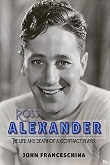 ROSS
ALEXANDER
THE LIFE AND DEATH OF A CONTRACT PLAYER
JOHN FRANCESCHINA